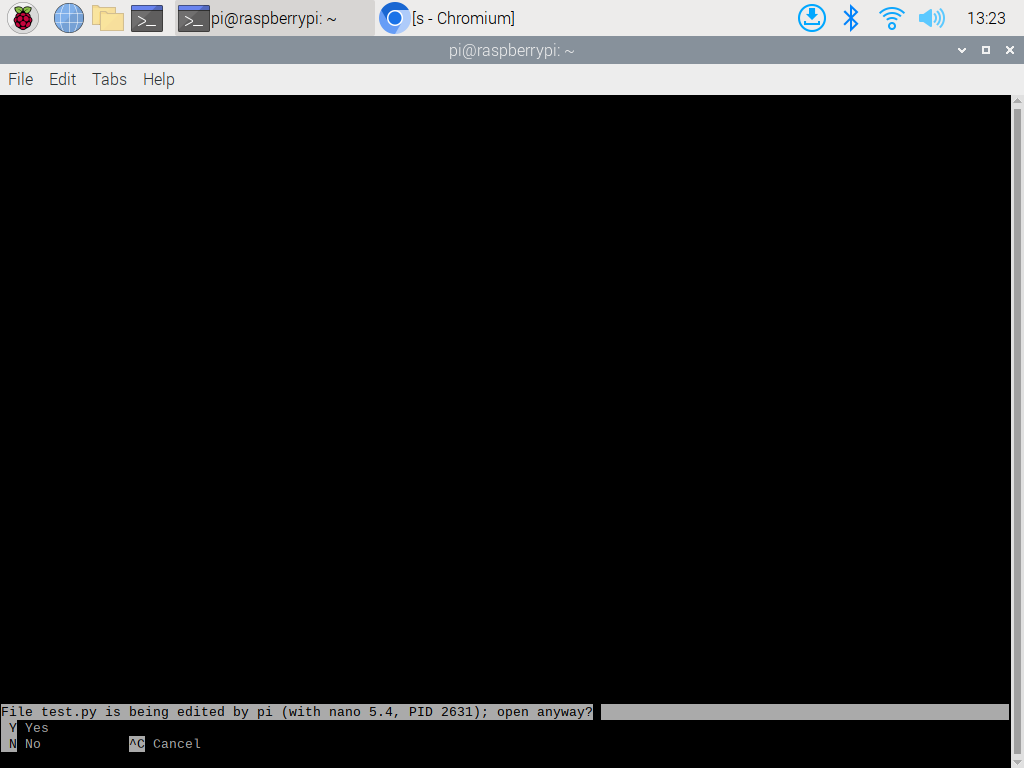 pi@raspberrypi: ~ [s - Chromium] 13:23
pi@raspberrypi: ~
File Edit Tabs Help
File test.py is being edited by pi (with nano 5.4, PID 2631); open anyway?
Y Yes
N No ^C Cancel